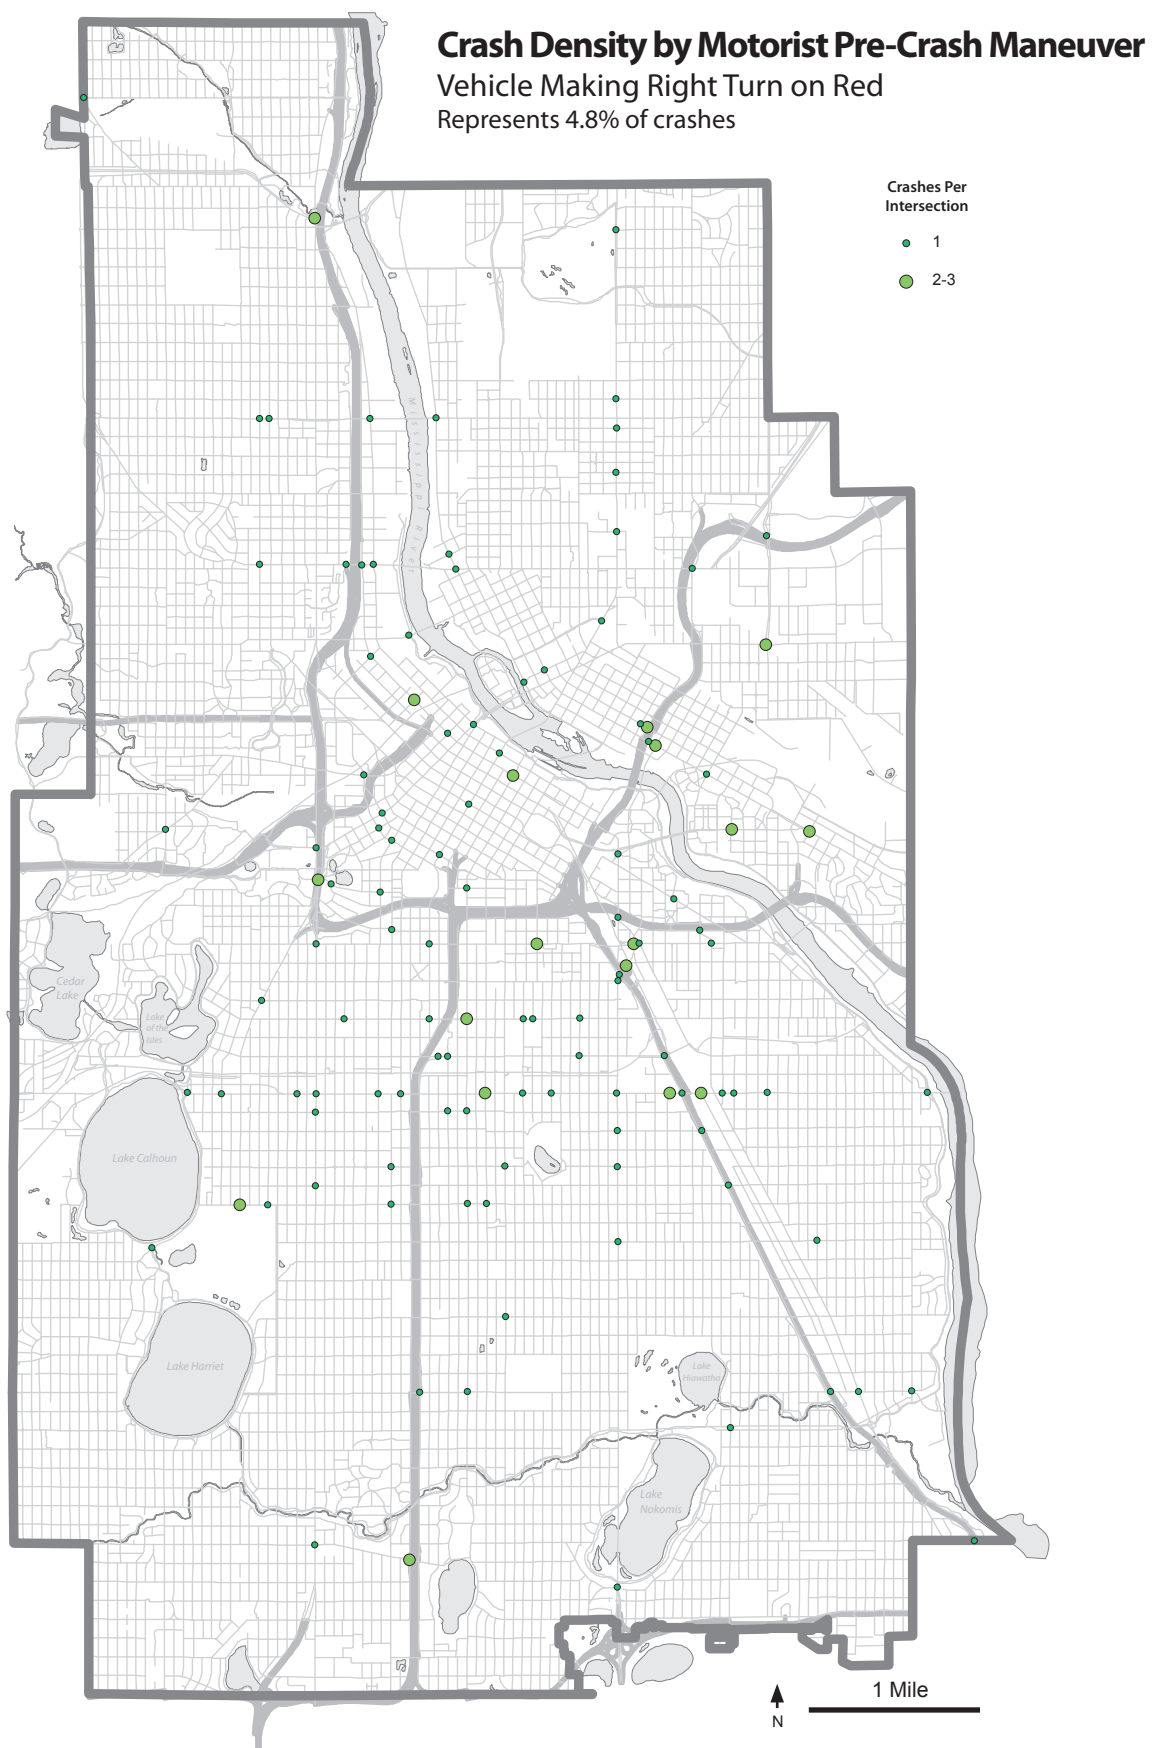 Crash Density by Motorist Pre-Crash Maneuver
Vehicle Making Right Turn on Red
Represents 4.8% of crashes
Crashes Per
Intersection
1
2-3
Mississippi River
Cedar
Lake
Lake
of the
Isles
Lake Calhoun
Lake Harriet
Lake
Hiawatha
Lake
Nokomis
1 Mile
N